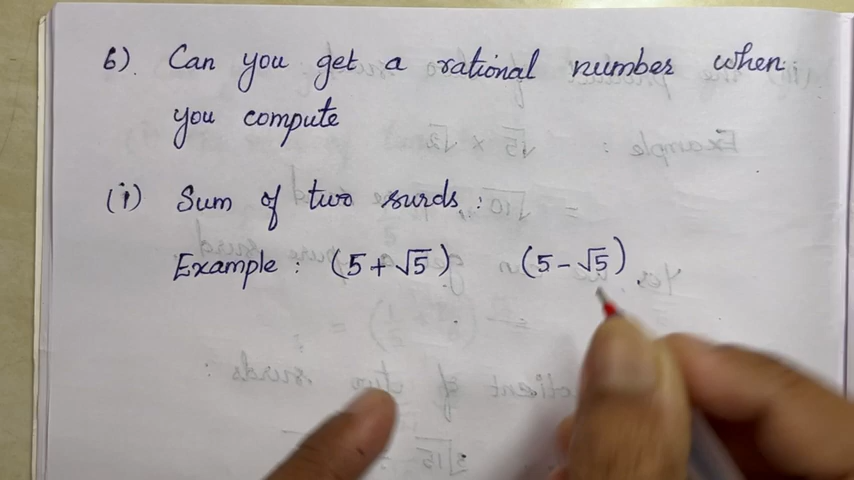 6). Can you get a rational number when
you compute
(i) Sum of two surds :
Example : (5 + √5) (5 - √5)